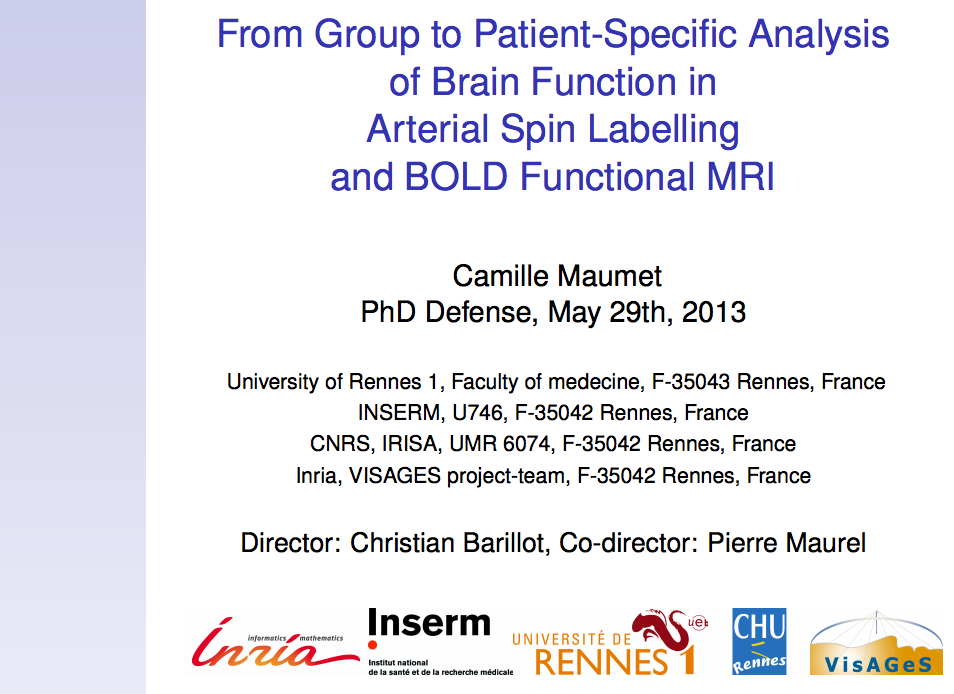 From Group to Patient-Specific Analysis
of Brain Function in
Arterial Spin Labelling
and BOLD Functional MRI
Camille Maumet
PhD Defense, May 29th, 2013
University of Rennes 1, Faculty of medecine, F-35043 Rennes, France
INSERM, U746, F-35042 Rennes, France
CNRS, IRISA, UMR 6074, F-35042 Rennes, France
Inria, VISAGES project-team, F-35042 Rennes, France
Director: Christian Barillot, Co-director: Pierre Maurel
informatics mathematics
Inria
Inserm
Institut national
de la santé et de la recherche médicale
UNIVERSITÉ DE
RENNES 1
ueb
CHU
Rennes
VisAGeS